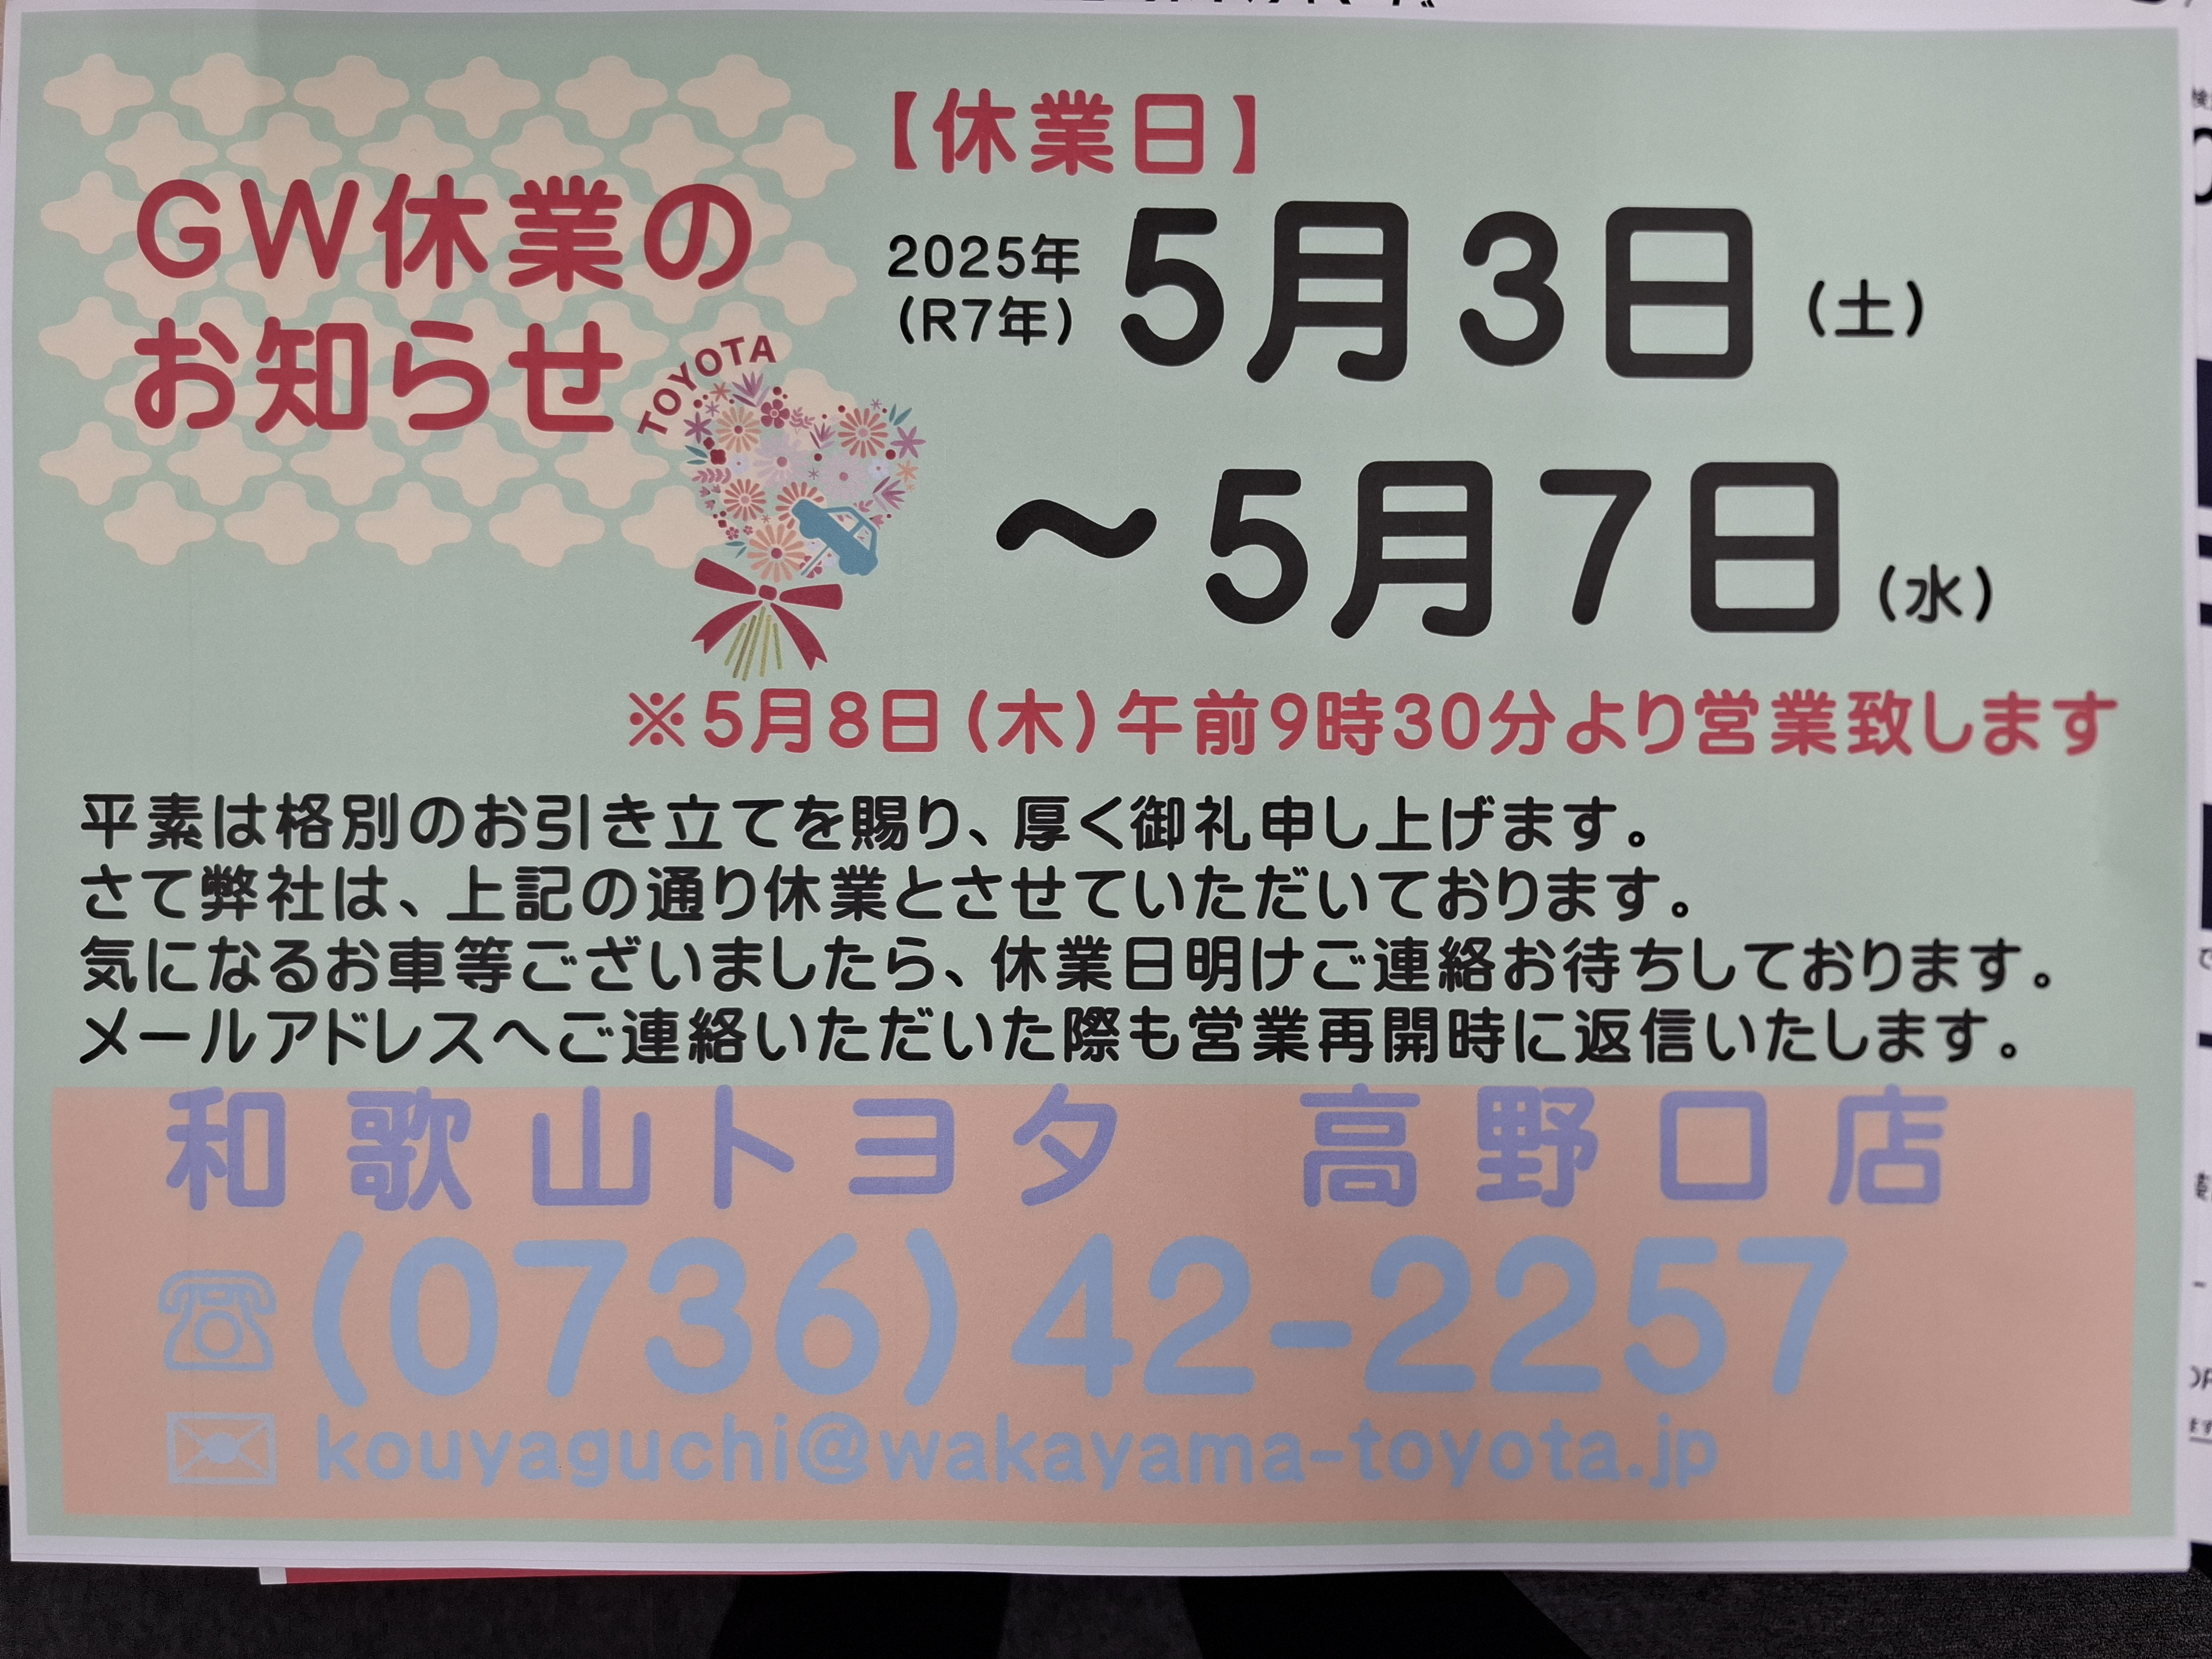 GW休業の
お知らせ
TOYOTA
【休業日】
2025年
(R7年)
5月3日(土)
～5月7日(水)
※5月8日(木)午前9時30分より営業致します
平素は格別のお引き立てを賜り、厚く御礼申し上げます。
さて弊社は、上記の通り休業とさせていただいております。
気になるお車等ございましたら、休業日明けご連絡お待ちしております。
メールアドレスへご連絡いただいた際も営業再開時に返信いたします。
和歌山トヨタ 高野口店
☏(0736)42-2257
✉kouyaguchi@wakayama-toyota.jp